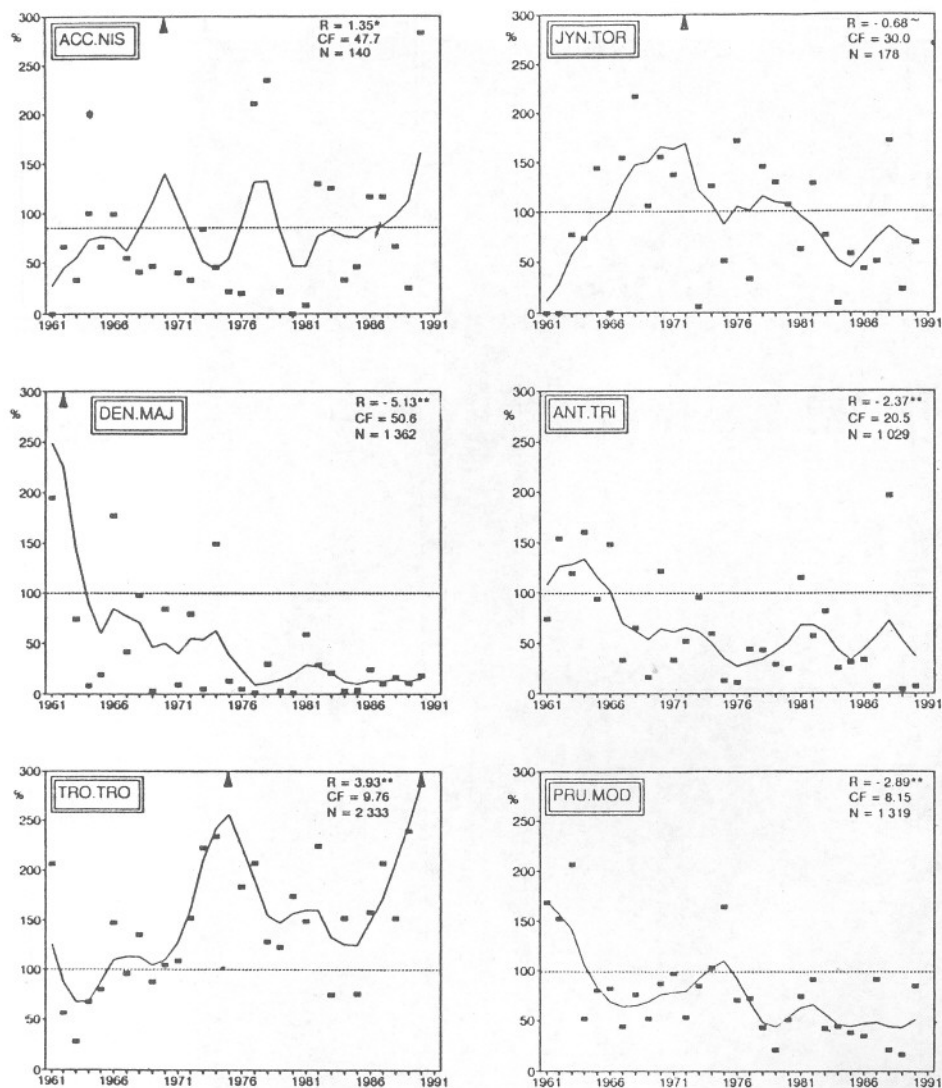 300
%
250
200
150
100
50
0
1961 1966 1971 1976 1981 1986 1991
ACC.NIS
R = 1.35*
CF = 47.7
N = 140
300
%
250
200
150
100
50
0
1961 1966 1971 1976 1981 1986 1991
JYN.TOR
R = - 0.68 ~
CF = 30.0
N = 178
300
%
250
200
150
100
50
0
1961 1966 1971 1976 1981 1986 1991
DEN.MAJ
R = - 5.13**
CF = 50.6
N = 1 362
300
%
250
200
150
100
50
0
1961 1966 1971 1976 1981 1986 1991
ANT.TRI
R = - 2.37**
CF = 20.5
N = 1 029
300
%
250
200
150
100
50
0
1961 1966 1971 1976 1981 1986 1991
TRO.TRO
R = 3.93**
CF = 9.76
N = 2 333
300
%
250
200
150
100
50
0
1961 1966 1971 1976 1981 1986 1991
PRU.MOD
R = -2.89**
CF = 8.15
N = 1 319